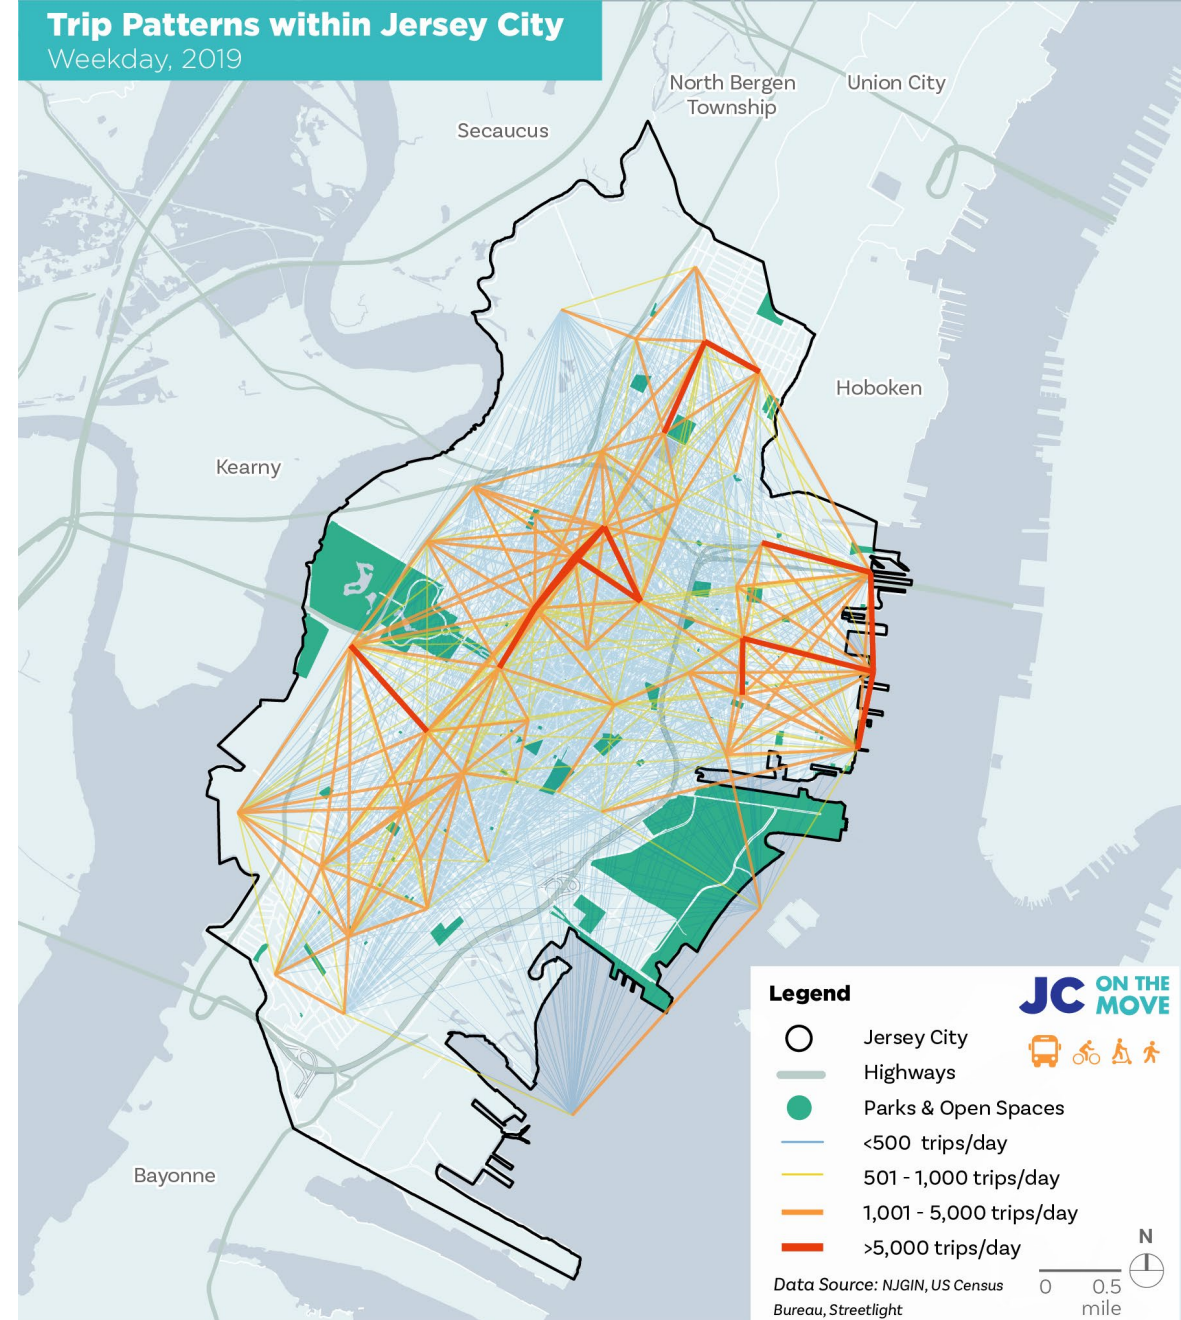 Trip Patterns within Jersey City
Weekday, 2019
North Bergen
Township
Union City
Secaucus
Hoboken
Kearny
Bayonne
Legend
JC ON THE
MOVE
Jersey City
Highways
Parks & Open Spaces
<500 trips/day
501 - 1,000 trips/day
1,001 - 5,000 trips/day
>5,000 trips/day
N
0 0.5
mile
Data Source: NJGIN, US Census
Bureau, Streetlight